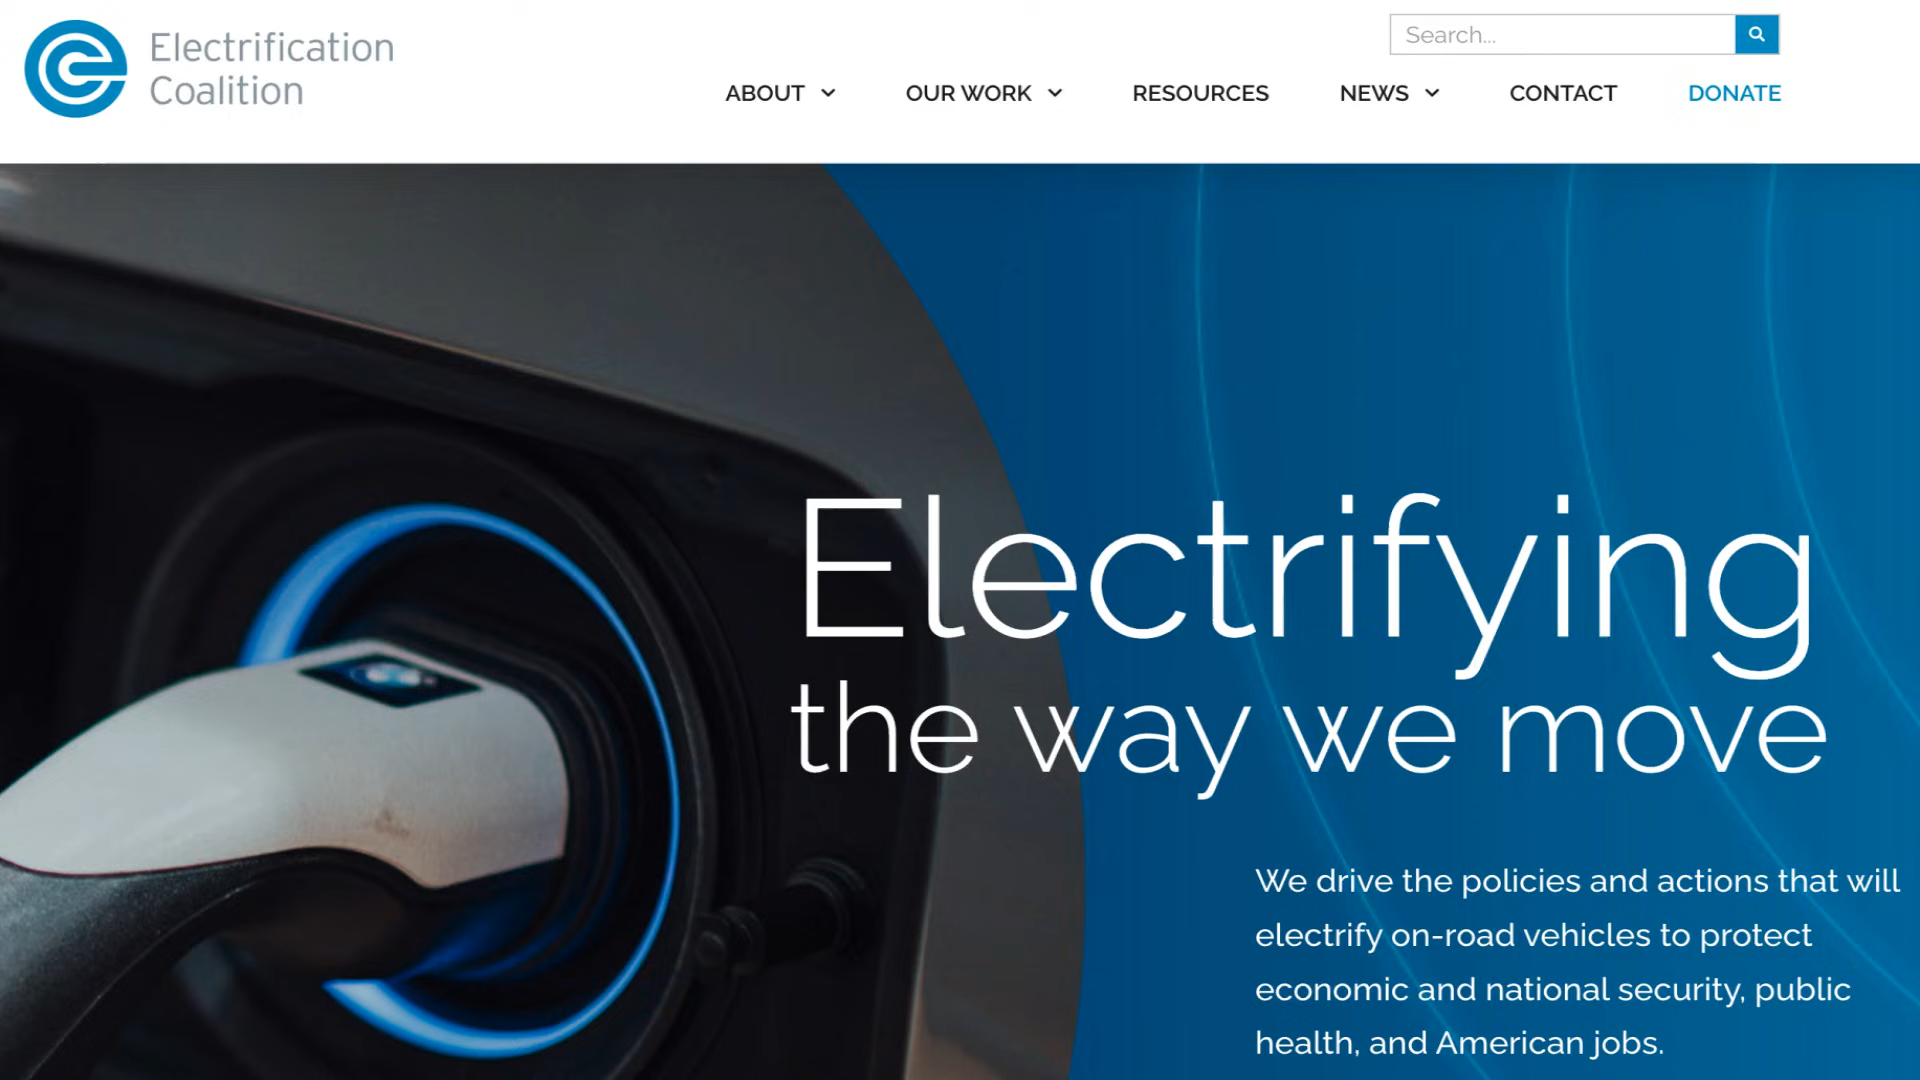 Electrification
Coalition
Search...
ABOUT
OUR WORK
RESOURCES
NEWS
CONTACT
DONATE
Electrifying
the way we move
We drive the policies and actions that will
electrify on-road vehicles to protect
economic and national security, public
health, and American jobs.